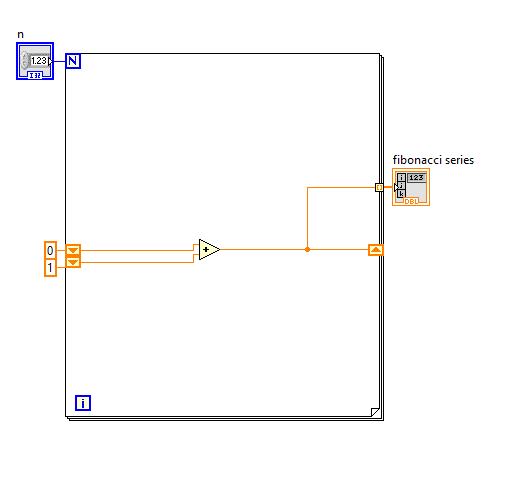 n
1.23
I32
N
fibonacci series
i 123
j
k
DBL
0
+
1
i